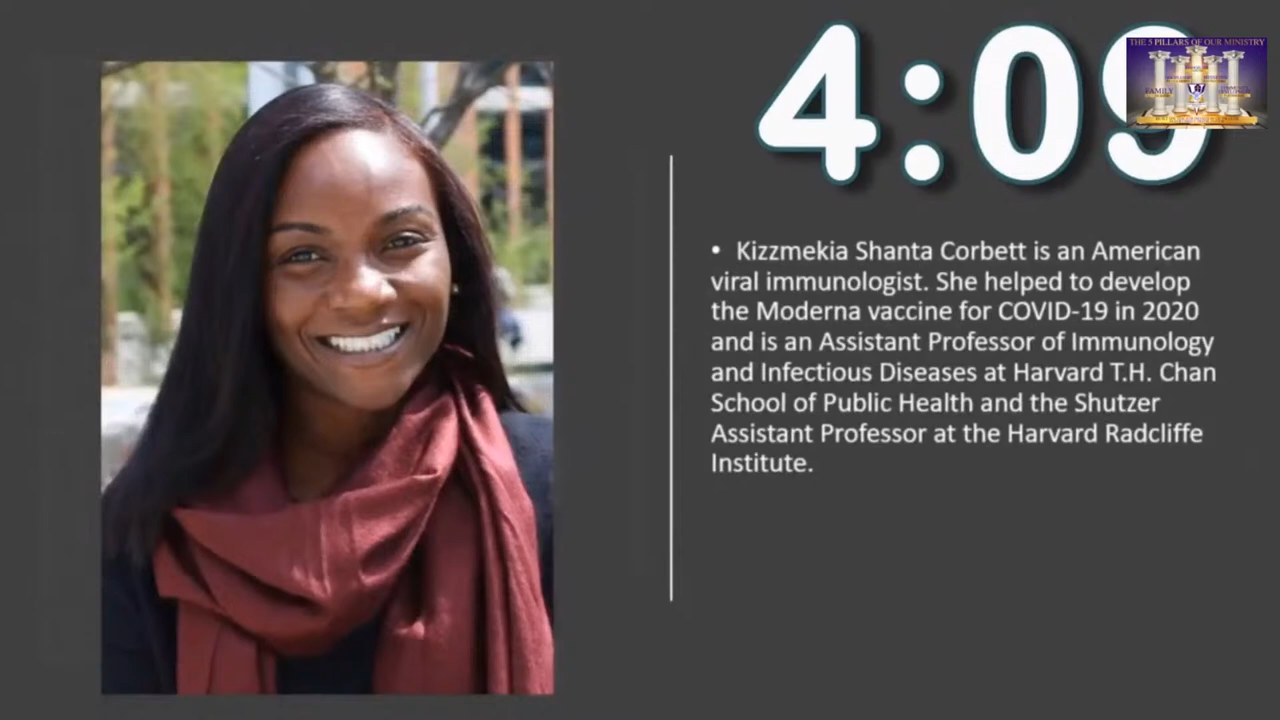 4:09
THE 5 PILLARS OF OUR MINISTRY
FAMILY
• Kizzmekia Shanta Corbett is an American
viral immunologist. She helped to develop
the Moderna vaccine for COVID-19 in 2020
and is an Assistant Professor of Immunology
and Infectious Diseases at Harvard T.H. Chan
School of Public Health and the Shutzer
Assistant Professor at the Harvard Radcliffe
Institute.